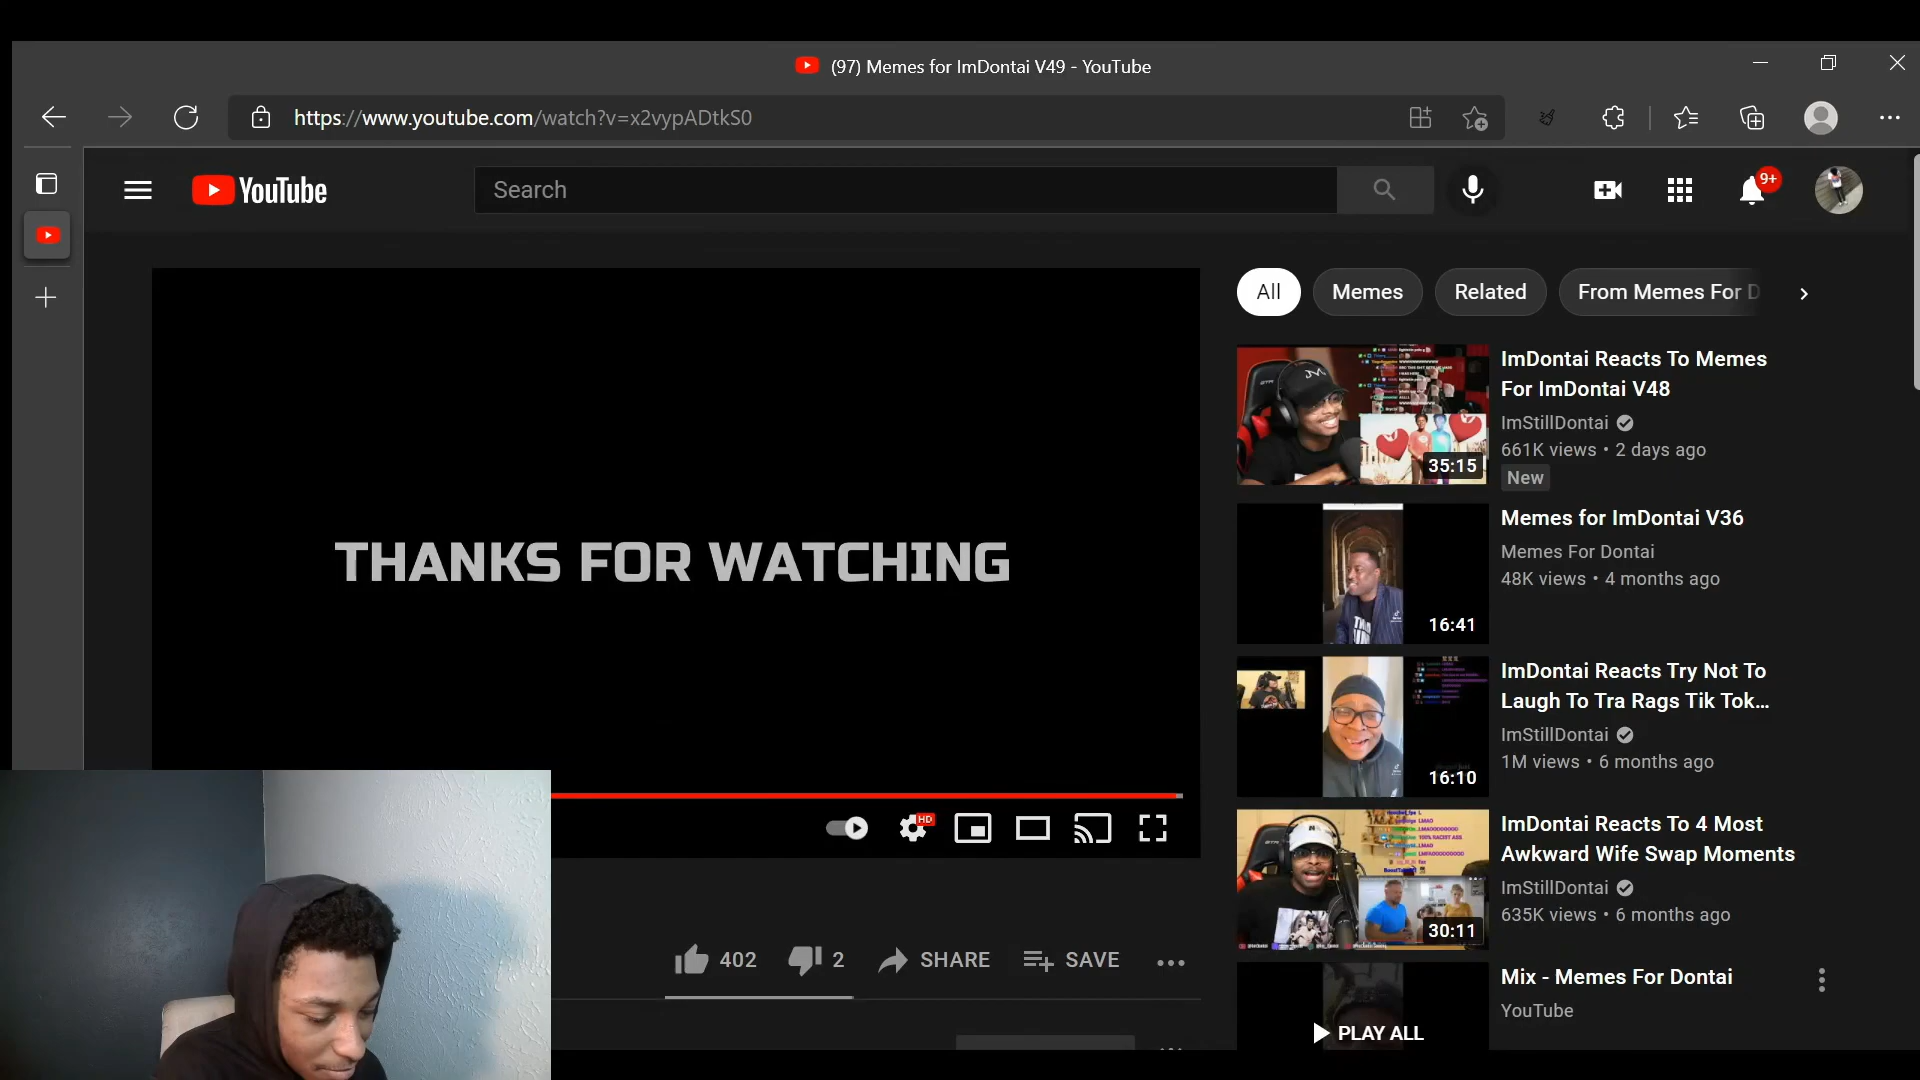 (97) Memes for ImDontai V49 - YouTube
https://www.youtube.com/watch?v=x2vypADtkS0
YouTube
Search
9+
THANKS FOR WATCHING
HD
402
2
SHARE
SAVE
All
Memes
Related
From Memes For D
35:15
ImDontai Reacts To Memes
For ImDontai V48
ImStillDontai
661K views • 2 days ago
New
16:41
Memes for ImDontai V36
Memes For Dontai
48K views • 4 months ago
16:10
ImDontai Reacts Try Not To
Laugh To Tra Rags Tik Tok...
ImStillDontai
1M views • 6 months ago
30:11
ImDontai Reacts To 4 Most
Awkward Wife Swap Moments
ImStillDontai
635K views • 6 months ago
PLAY ALL
Mix - Memes For Dontai
YouTube